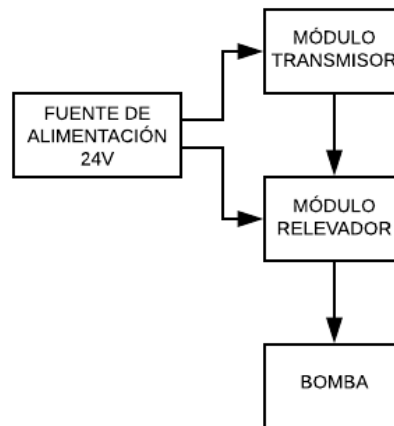 MÓDULO
TRANSMISOR
FUENTE DE
ALIMENTACIÓN
24V
MÓDULO
RELEVADOR
BOMBA